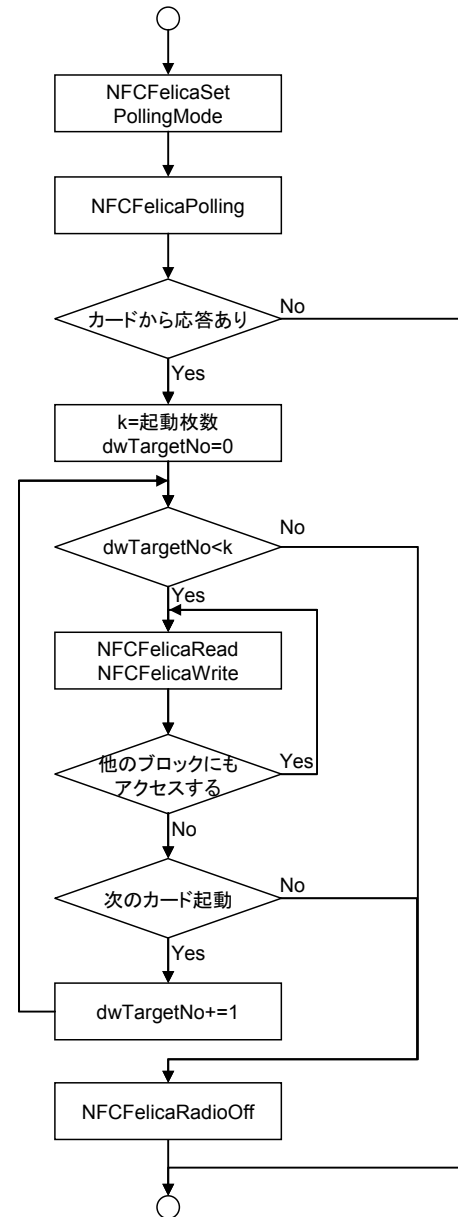 NFCFelicaSet
PollingMode
NFCFelicaPolling
カードから応答あり
No
Yes
k=起動枚数
dwTargetNo=0
dwTargetNo<k
No
Yes
NFCFelicaRead
NFCFelicaWrite
他のブロックにも
アクセスする
Yes
No
次のカード起動
No
Yes
dwTargetNo+=1
NFCFelicaRadioOff